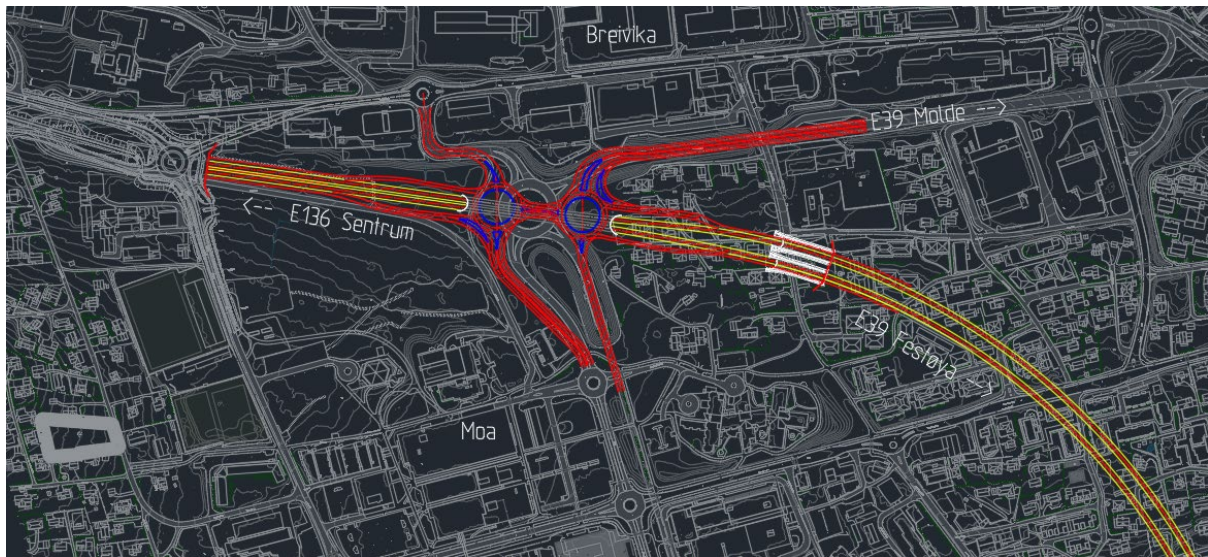 Breivika
E39 Molde -->
<-- E136 Sentrum
E39 Festøya -->
Moa